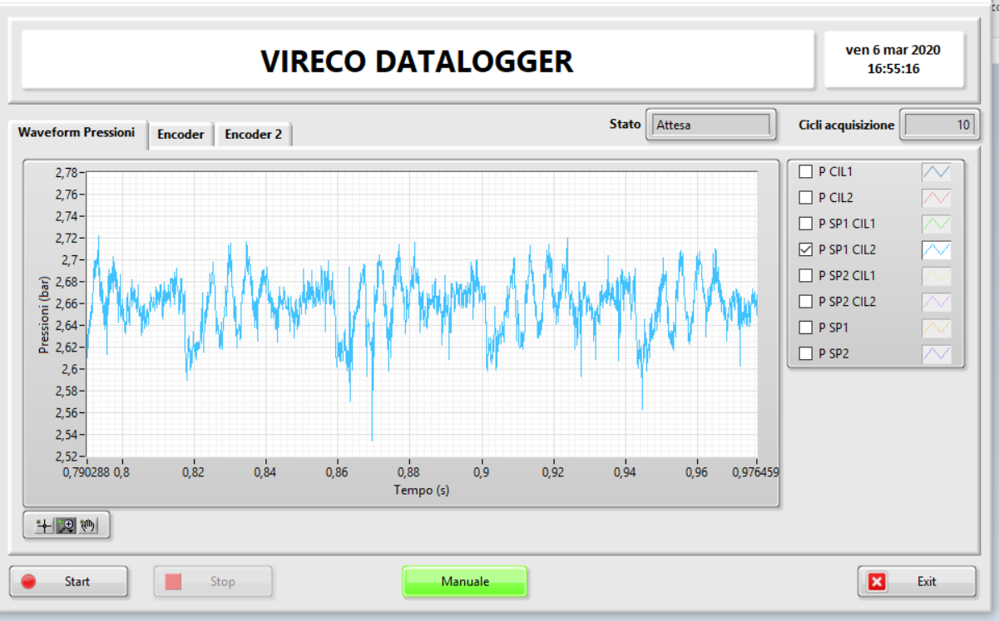 VIRECO DATALOGGER
ven 6 mar 2020
16:55:16
Waveform Pressioni
Encoder
Encoder 2
Stato
Attesa
Cicli acquisizione
10
Pressioni (bar)
2,78
2,76
2,74
2,72
2,7
2,68
2,66
2,64
2,62
2,6
2,58
2,56
2,54
2,52
0,790288
0,8
0,82
0,84
0,86
0,88
0,9
0,92
0,94
0,96
0,976459
Tempo (s)
P CIL1
P CIL2
P SP1 CIL1
P SP1 CIL2
P SP2 CIL1
P SP2 CIL2
P SP1
P SP2
Start
Stop
Manuale
Exit